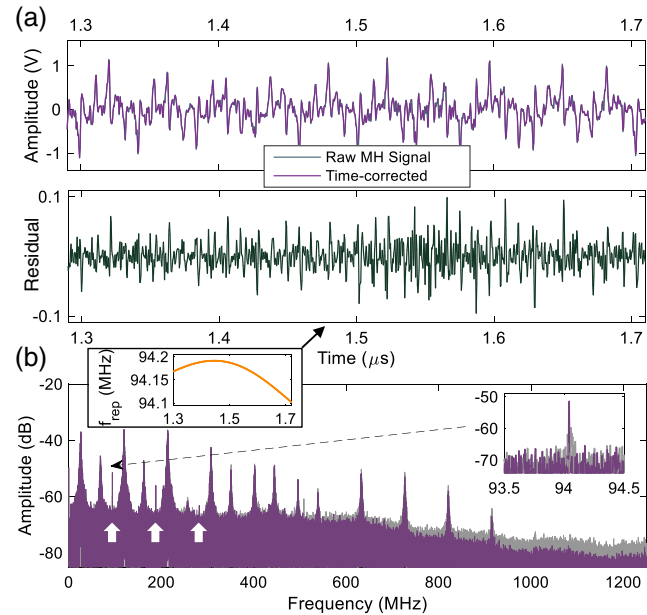 (a)
1.3 1.4 1.5 1.6 1.7
Amplitude (V)
1
0
-1
Raw MH Signal
Time-corrected
Residual
0.1
-0.1
1.3 1.4 1.5 1.6 1.7
Time (μs)
(b)
f_rep (MHz)
94.2
94.15
94.1
1.3 1.5 1.7
Amplitude (dB)
-20
-40
-60
-80
-50
-60
-70
93.5 94 94.5
0 200 400 600 800 1000 1200
Frequency (MHz)